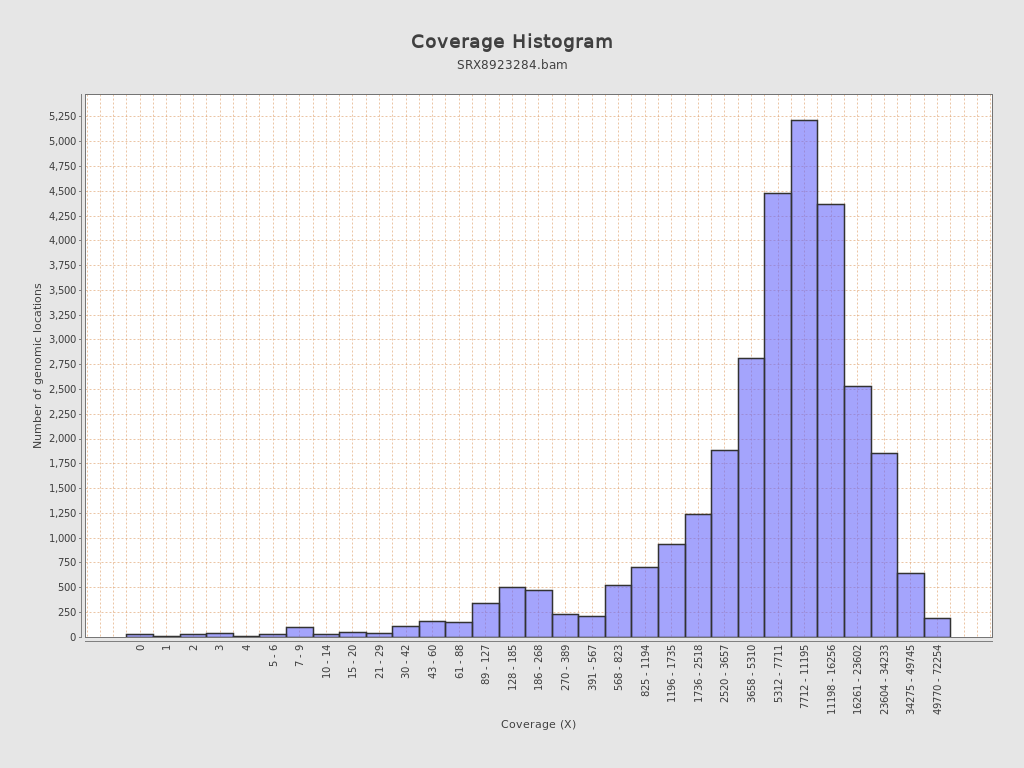 Coverage Histogram
SRX8923284.bam
5,250
5,000
4,750
4,500
4,250
4,000
3,750
3,500
3,250
3,000
2,750
2,500
2,250
2,000
1,750
1,500
1,250
1,000
750
500
250
0
Number of genomic locations
0
1
2
3
4
5 - 6
7 - 9
10 - 14
15 - 20
21 - 29
30 - 42
43 - 60
61 - 88
89 - 127
128 - 185
186 - 268
270 - 389
391 - 567
568 - 823
825 - 1194
1196 - 1735
1736 - 2518
2520 - 3657
3658 - 5310
5312 - 7711
7712 - 11195
11198 - 16256
16261 - 23602
23604 - 34233
34275 - 49745
49770 - 72254
Coverage (X)